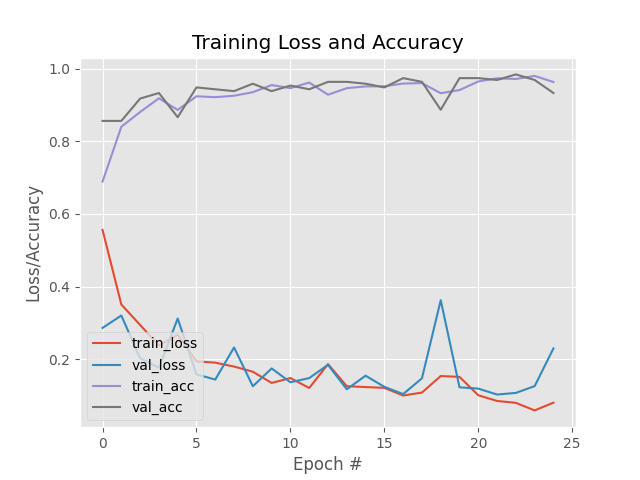 Training Loss and Accuracy
Loss/Accuracy
1.0
0.8
0.6
0.4
0.2
train_loss
val_loss
train_acc
val_acc
0 5 10 15 20 25
Epoch #